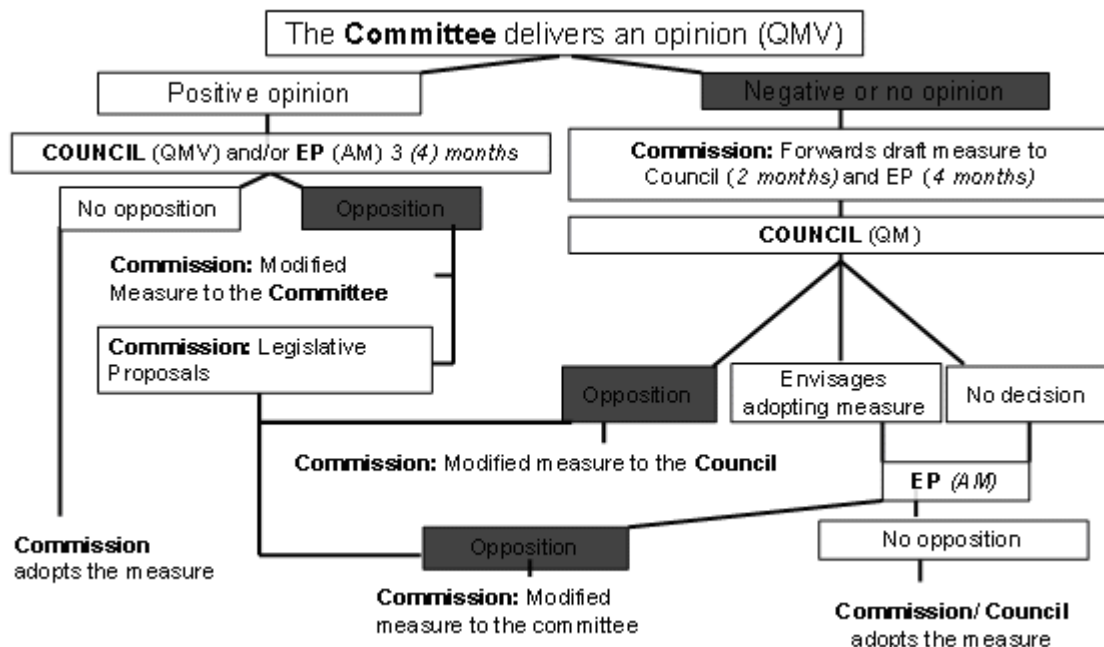 The Committee delivers an opinion (QMV)
Positive opinion
Negative or no opinion
COUNCIL (QMV) and/or EP (AM) 3 (4) months
Commission: Forwards draft measure to
Council (2 months) and EP (4 months)
No opposition
Opposition
COUNCIL (QM)
Commission: Modified
Measure to the Committee
Commission: Legislative
Proposals
Opposition
Envisages
adopting measure
No decision
Commission: Modified measure to the Council
EP (AM)
Commission
adopts the measure
Opposition
No opposition
Commission: Modified
measure to the committee
Commission/ Council
adopts the measure